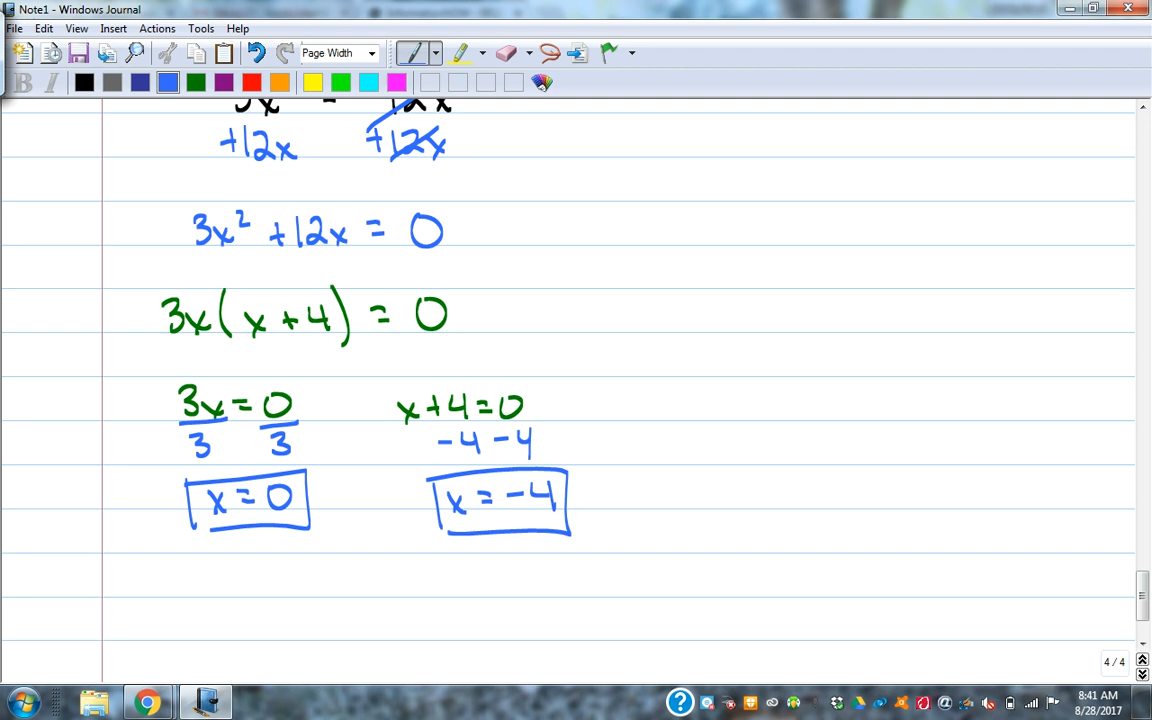 Note1 - Windows Journal
File Edit View Insert Actions Tools Help
Page Width
B I
+12x +12x
3x² +12x = 0
3x(x+4) = 0
3x = 0 x+4=0
3 3 -4 -4
x = 0 x = -4
4 / 4
8:41 AM
8/28/2017